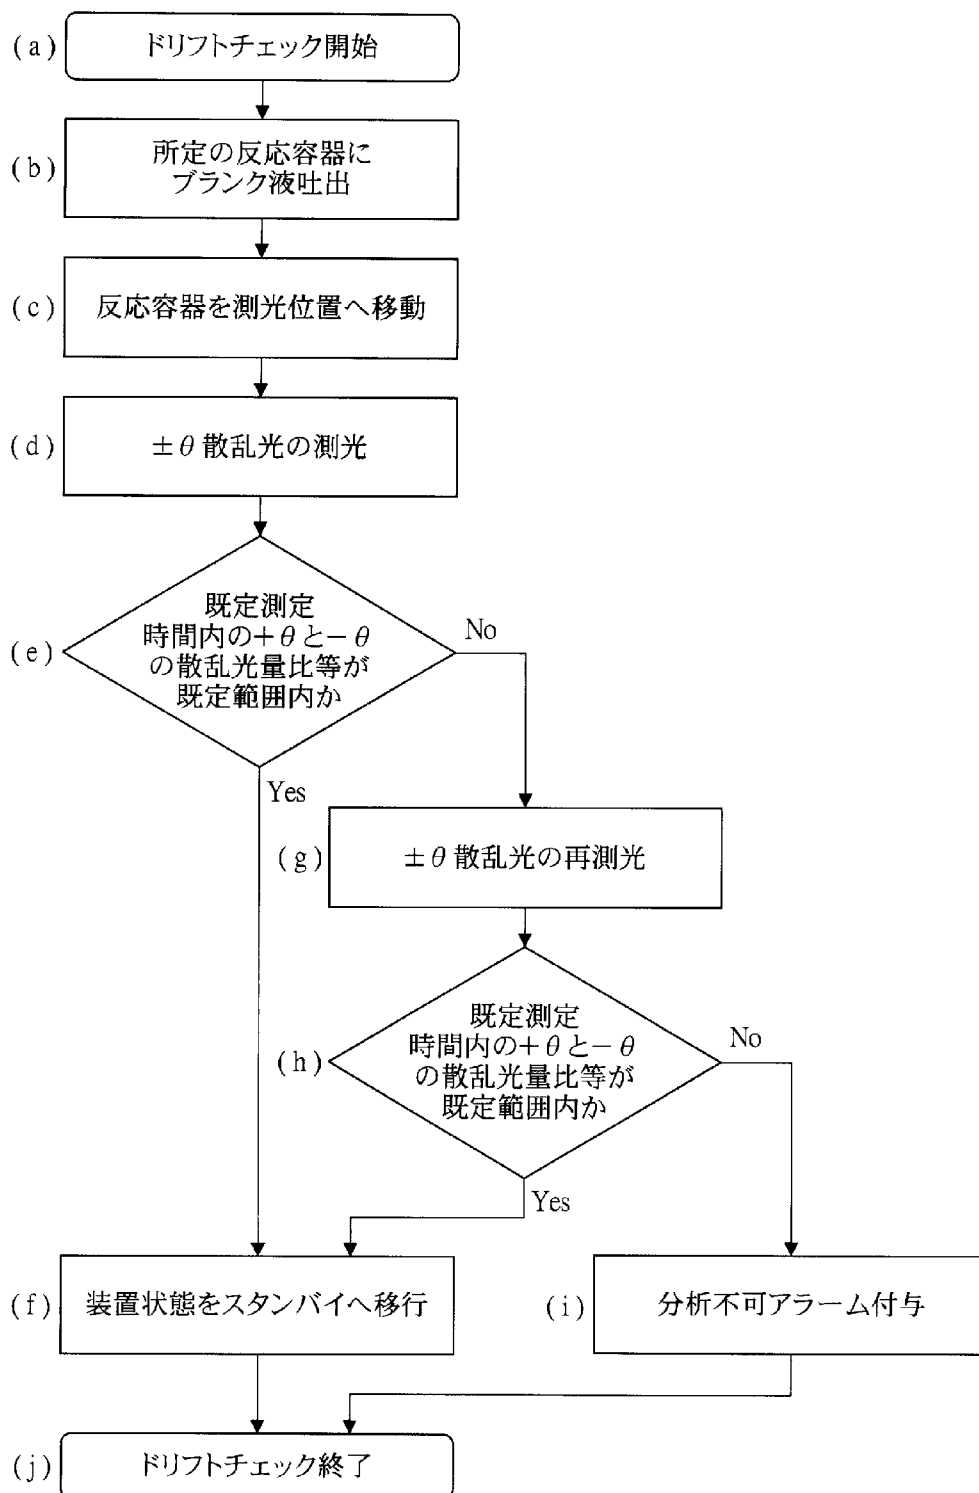 (a) ドリフトチェック開始
(b) 所定の反応容器に
ブランク液吐出
(c) 反応容器を測光位置へ移動
(d) ±θ散乱光の測光
既定測定
時間内の+θと-θ
(e) の散乱光量比等が
既定範囲内か
No
Yes
(g) ±θ散乱光の再測光
既定測定
時間内の+θと-θ
(h) の散乱光量比等が
既定範囲内か
No
Yes
(f) 装置状態をスタンバイへ移行
(i) 分析不可アラーム付与
(j) ドリフトチェック終了